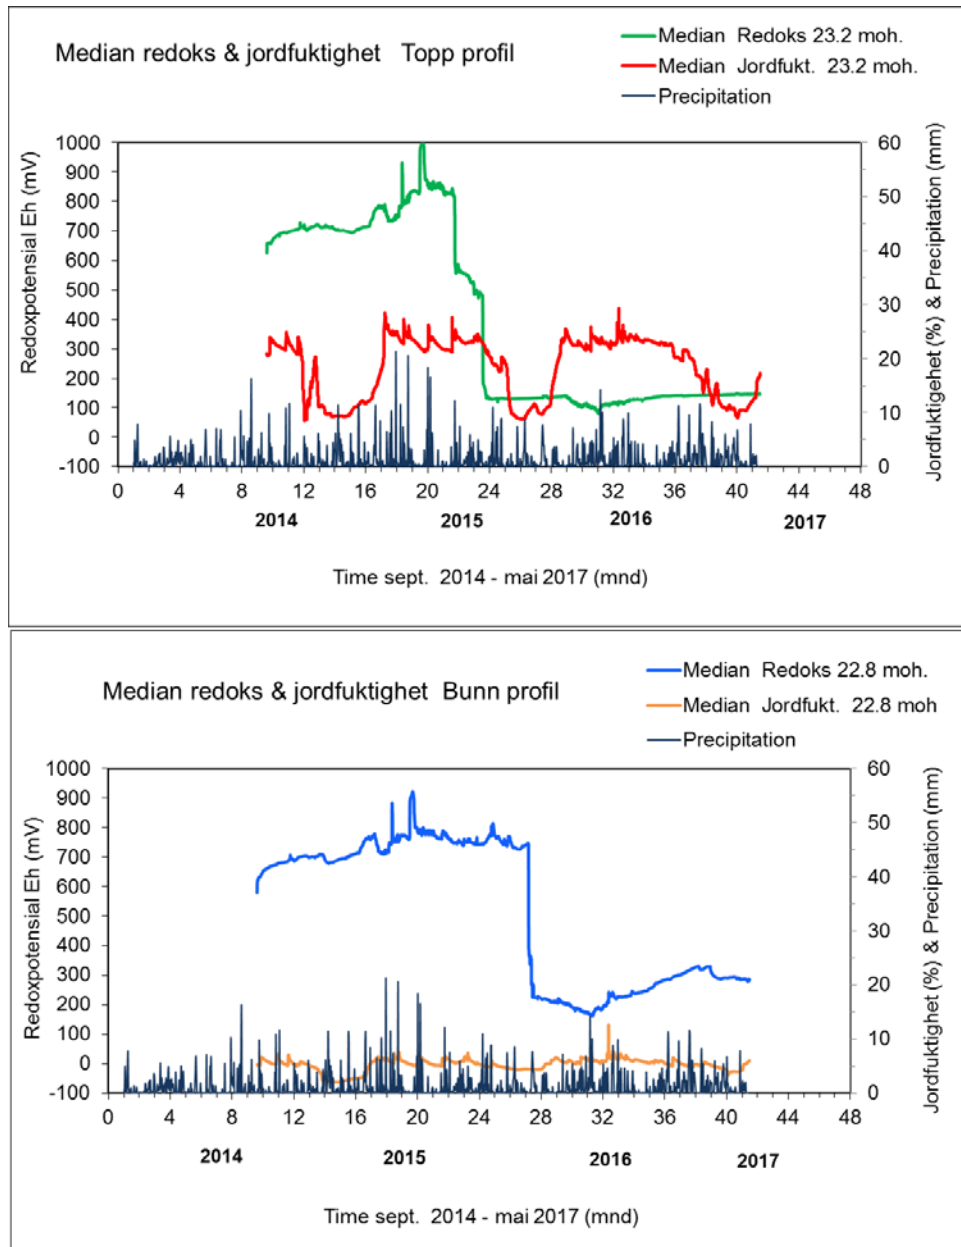 Median redoks & jordfuktighet Topp profil
Median Redoks 23.2 moh.
Median Jordfukt. 23.2 moh.
Precipitation
Redoxpotensial Eh (mV)
1000
900
800
700
600
500
400
300
200
100
0
-100
60
50
40
30
20
10
0
Jordfuktighet (%) & Precipitation (mm)
0 4 8 12 16 20 24 28 32 36 40 44 48
2014 2015 2016 2017
Time sept. 2014 - mai 2017 (mnd)
Median redoks & jordfuktighet Bunn profil
Median Redoks 22.8 moh.
Median Jordfukt. 22.8 moh
Precipitation
Redoxpotensial Eh (mV)
1000
900
800
700
600
500
400
300
200
100
0
-100
60
50
40
30
20
10
0
Jordfuktighet (%) & Precipitation (mm)
0 4 8 12 16 20 24 28 32 36 40 44 48
2014 2015 2016 2017
Time sept. 2014 - mai 2017 (mnd)